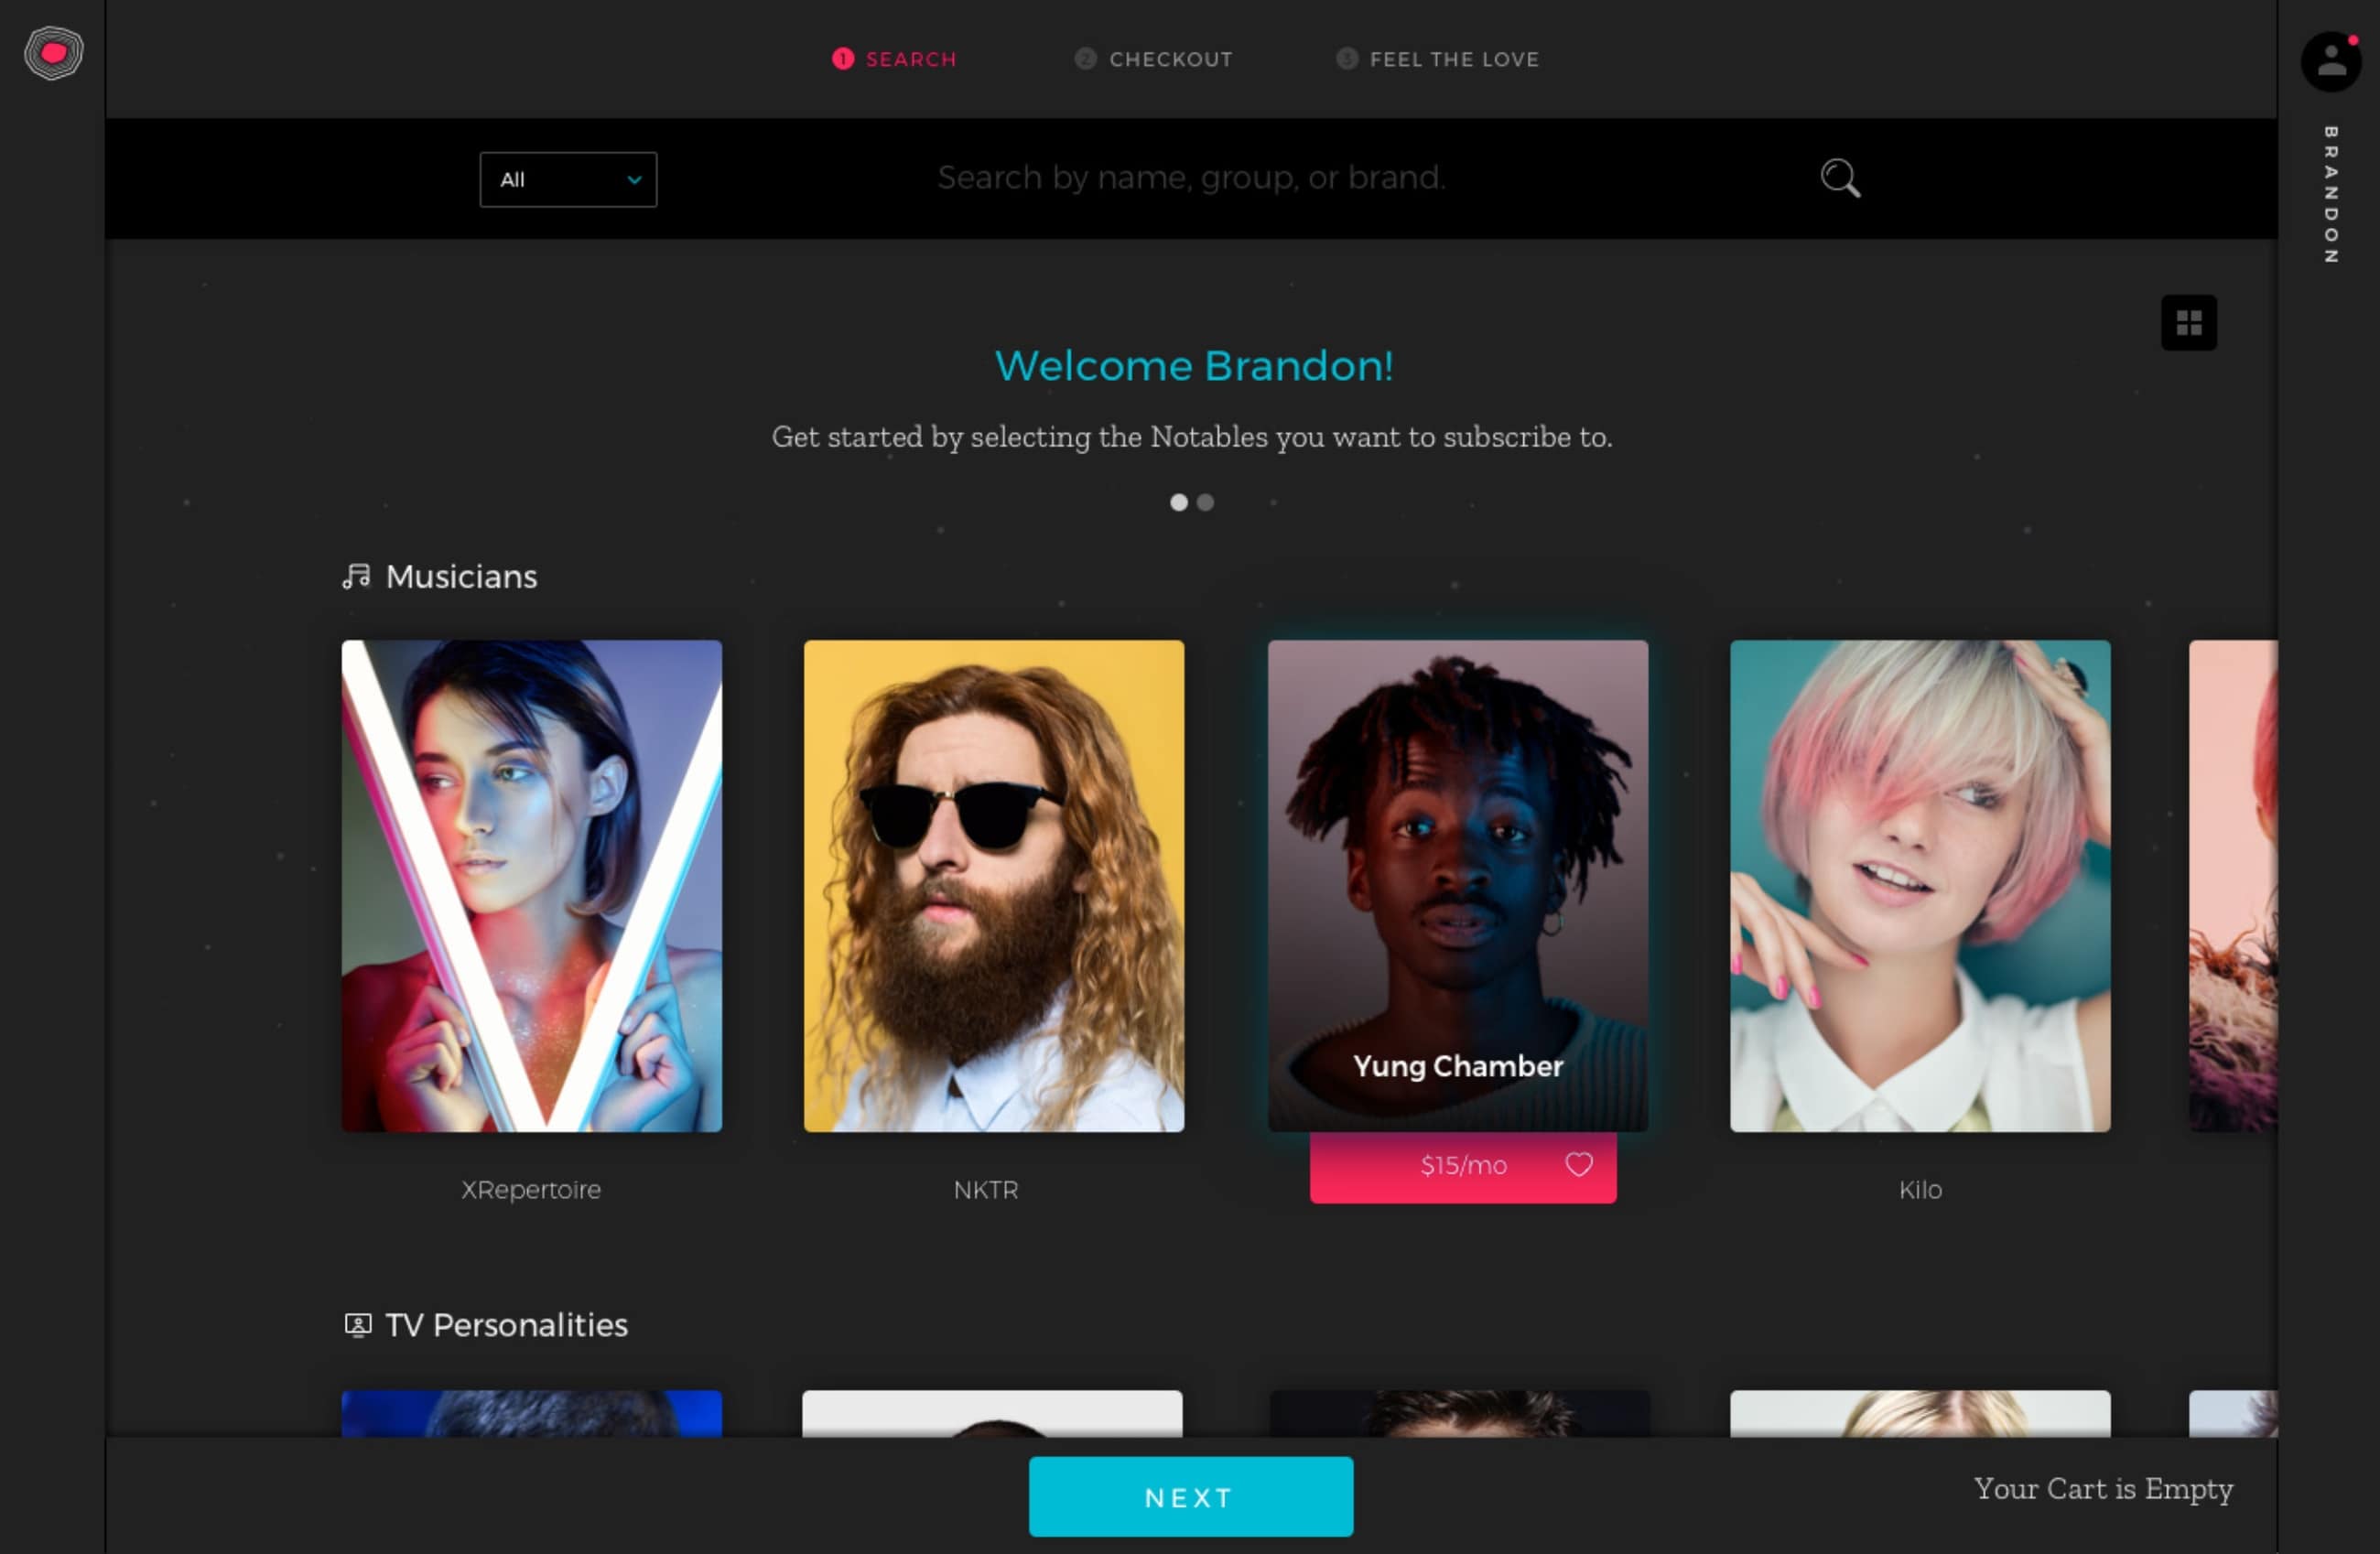 1 SEARCH
2 CHECKOUT
3 FEEL THE LOVE
All
Search by name, group, or brand.
BRANDON
Welcome Brandon!
Get started by selecting the Notables you want to subscribe to.
Musicians
Yung Chamber
$15/mo
XRepertoire
NKTR
Kilo
TV Personalities
NEXT
Your Cart is Empty